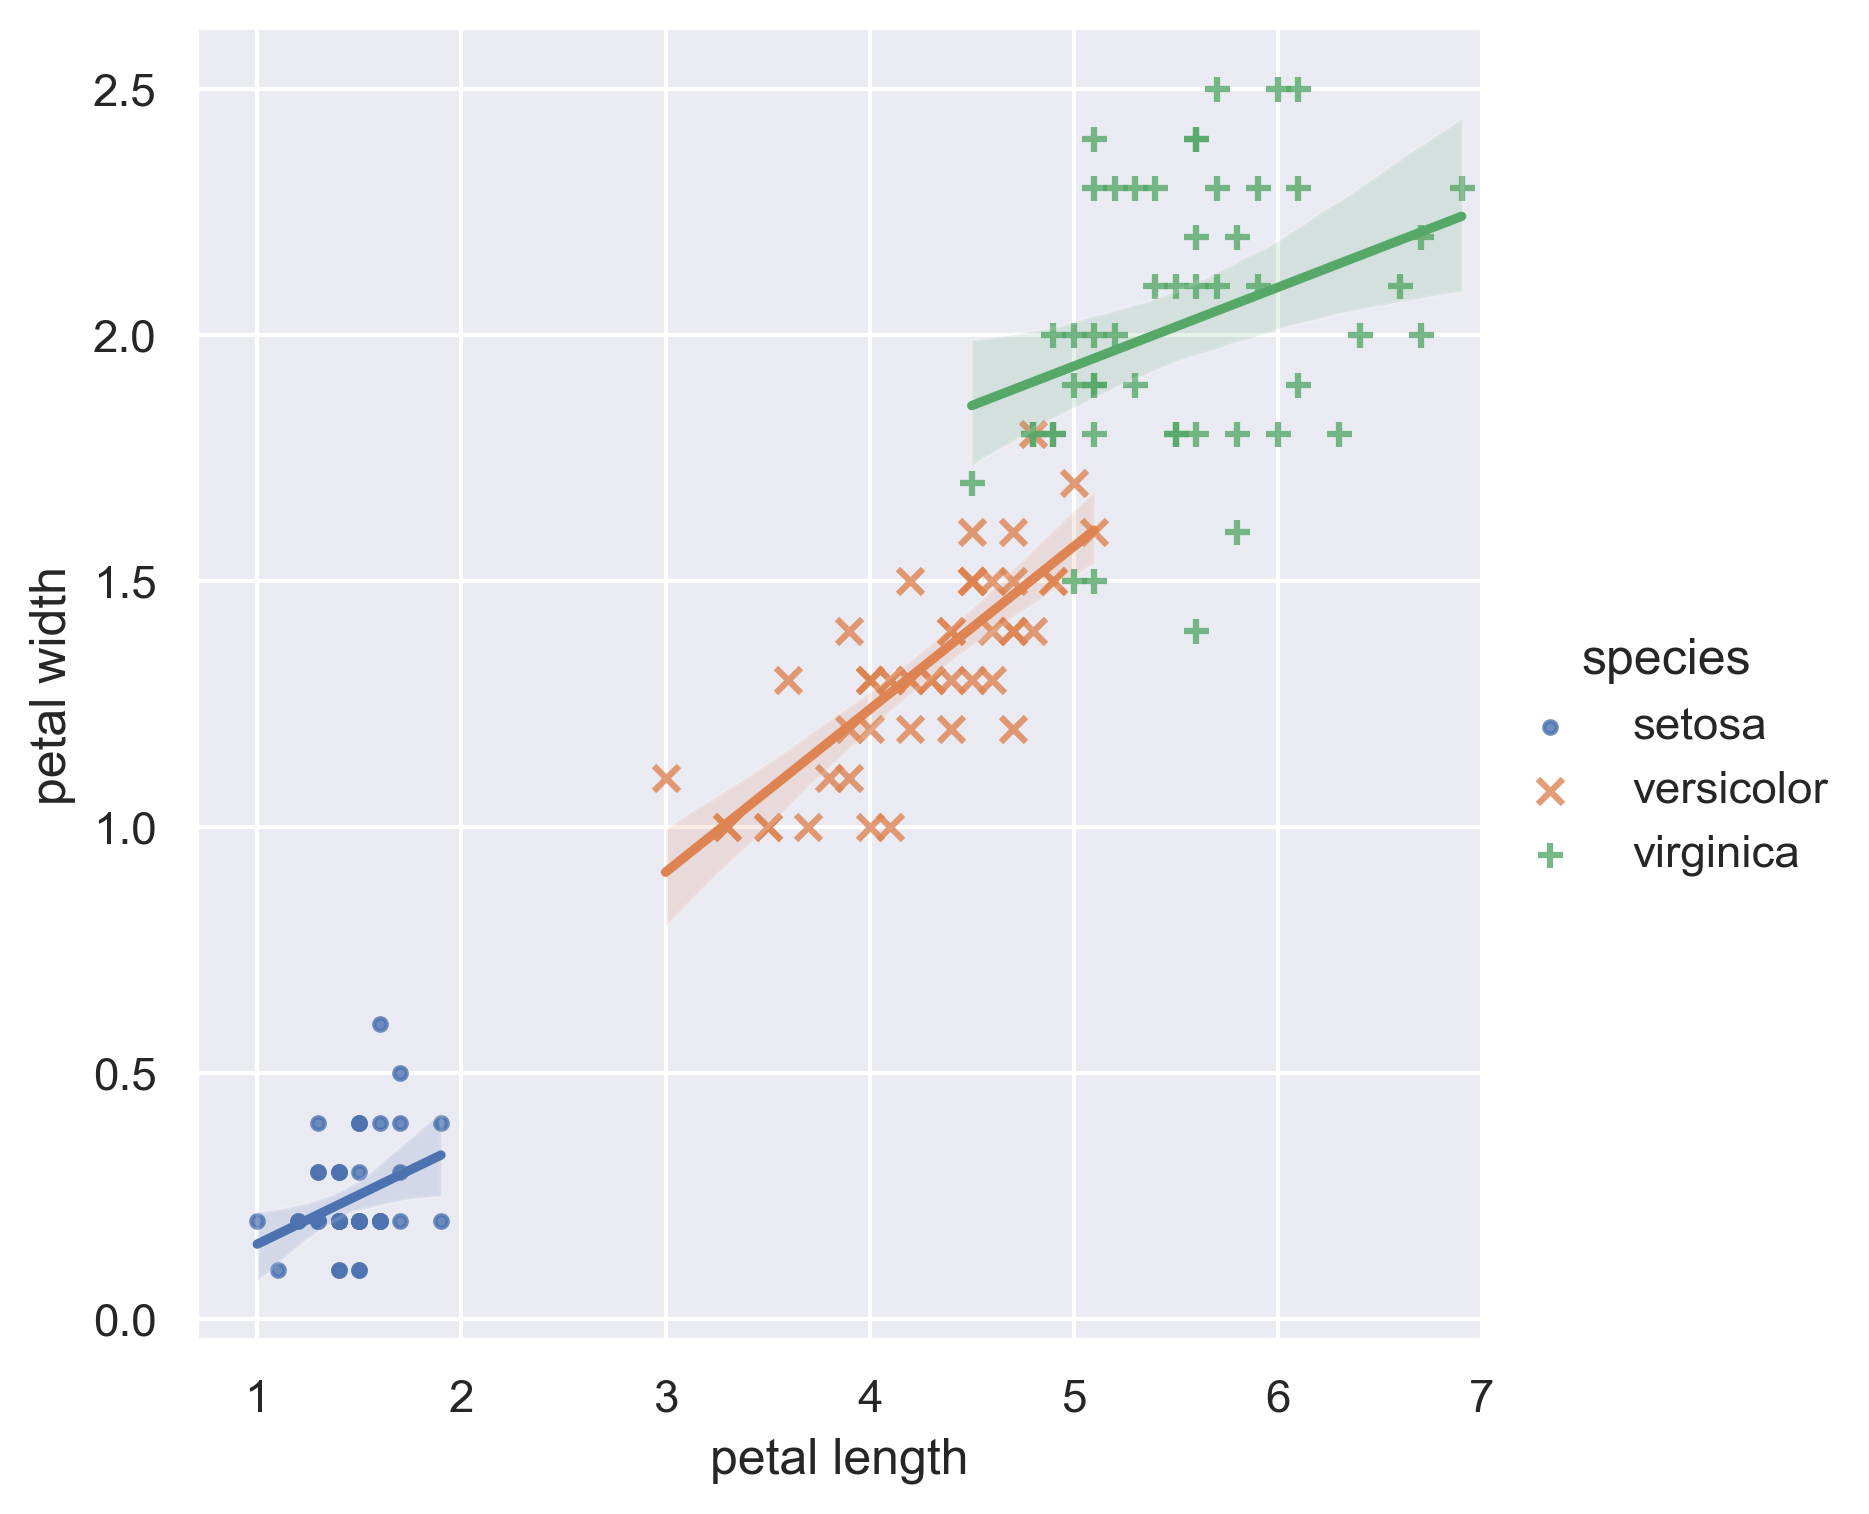 2.5
2.0
1.5
1.0
0.5
0.0
petal width
1 2 3 4 5 6 7
petal length
species
setosa
versicolor
virginica